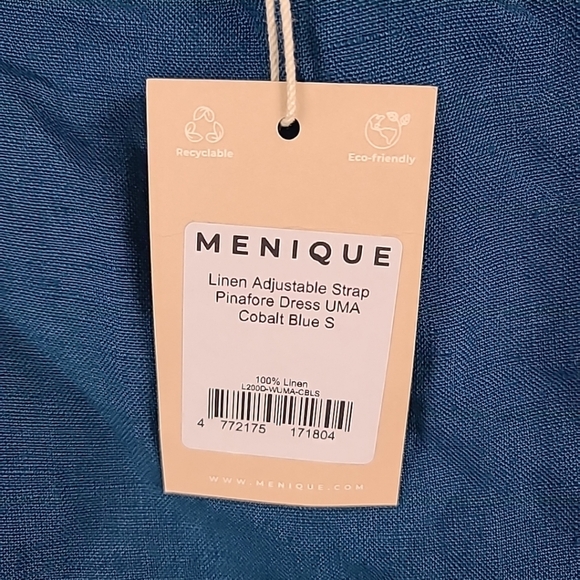 Recyclable
Eco-friendly
MENIQUE
Linen Adjustable Strap
Pinafore Dress UMA
Cobalt Blue S
100% Linen
L200D-WUMA-CBLS
4 772175 171804
WWW.MENIQUE.COM